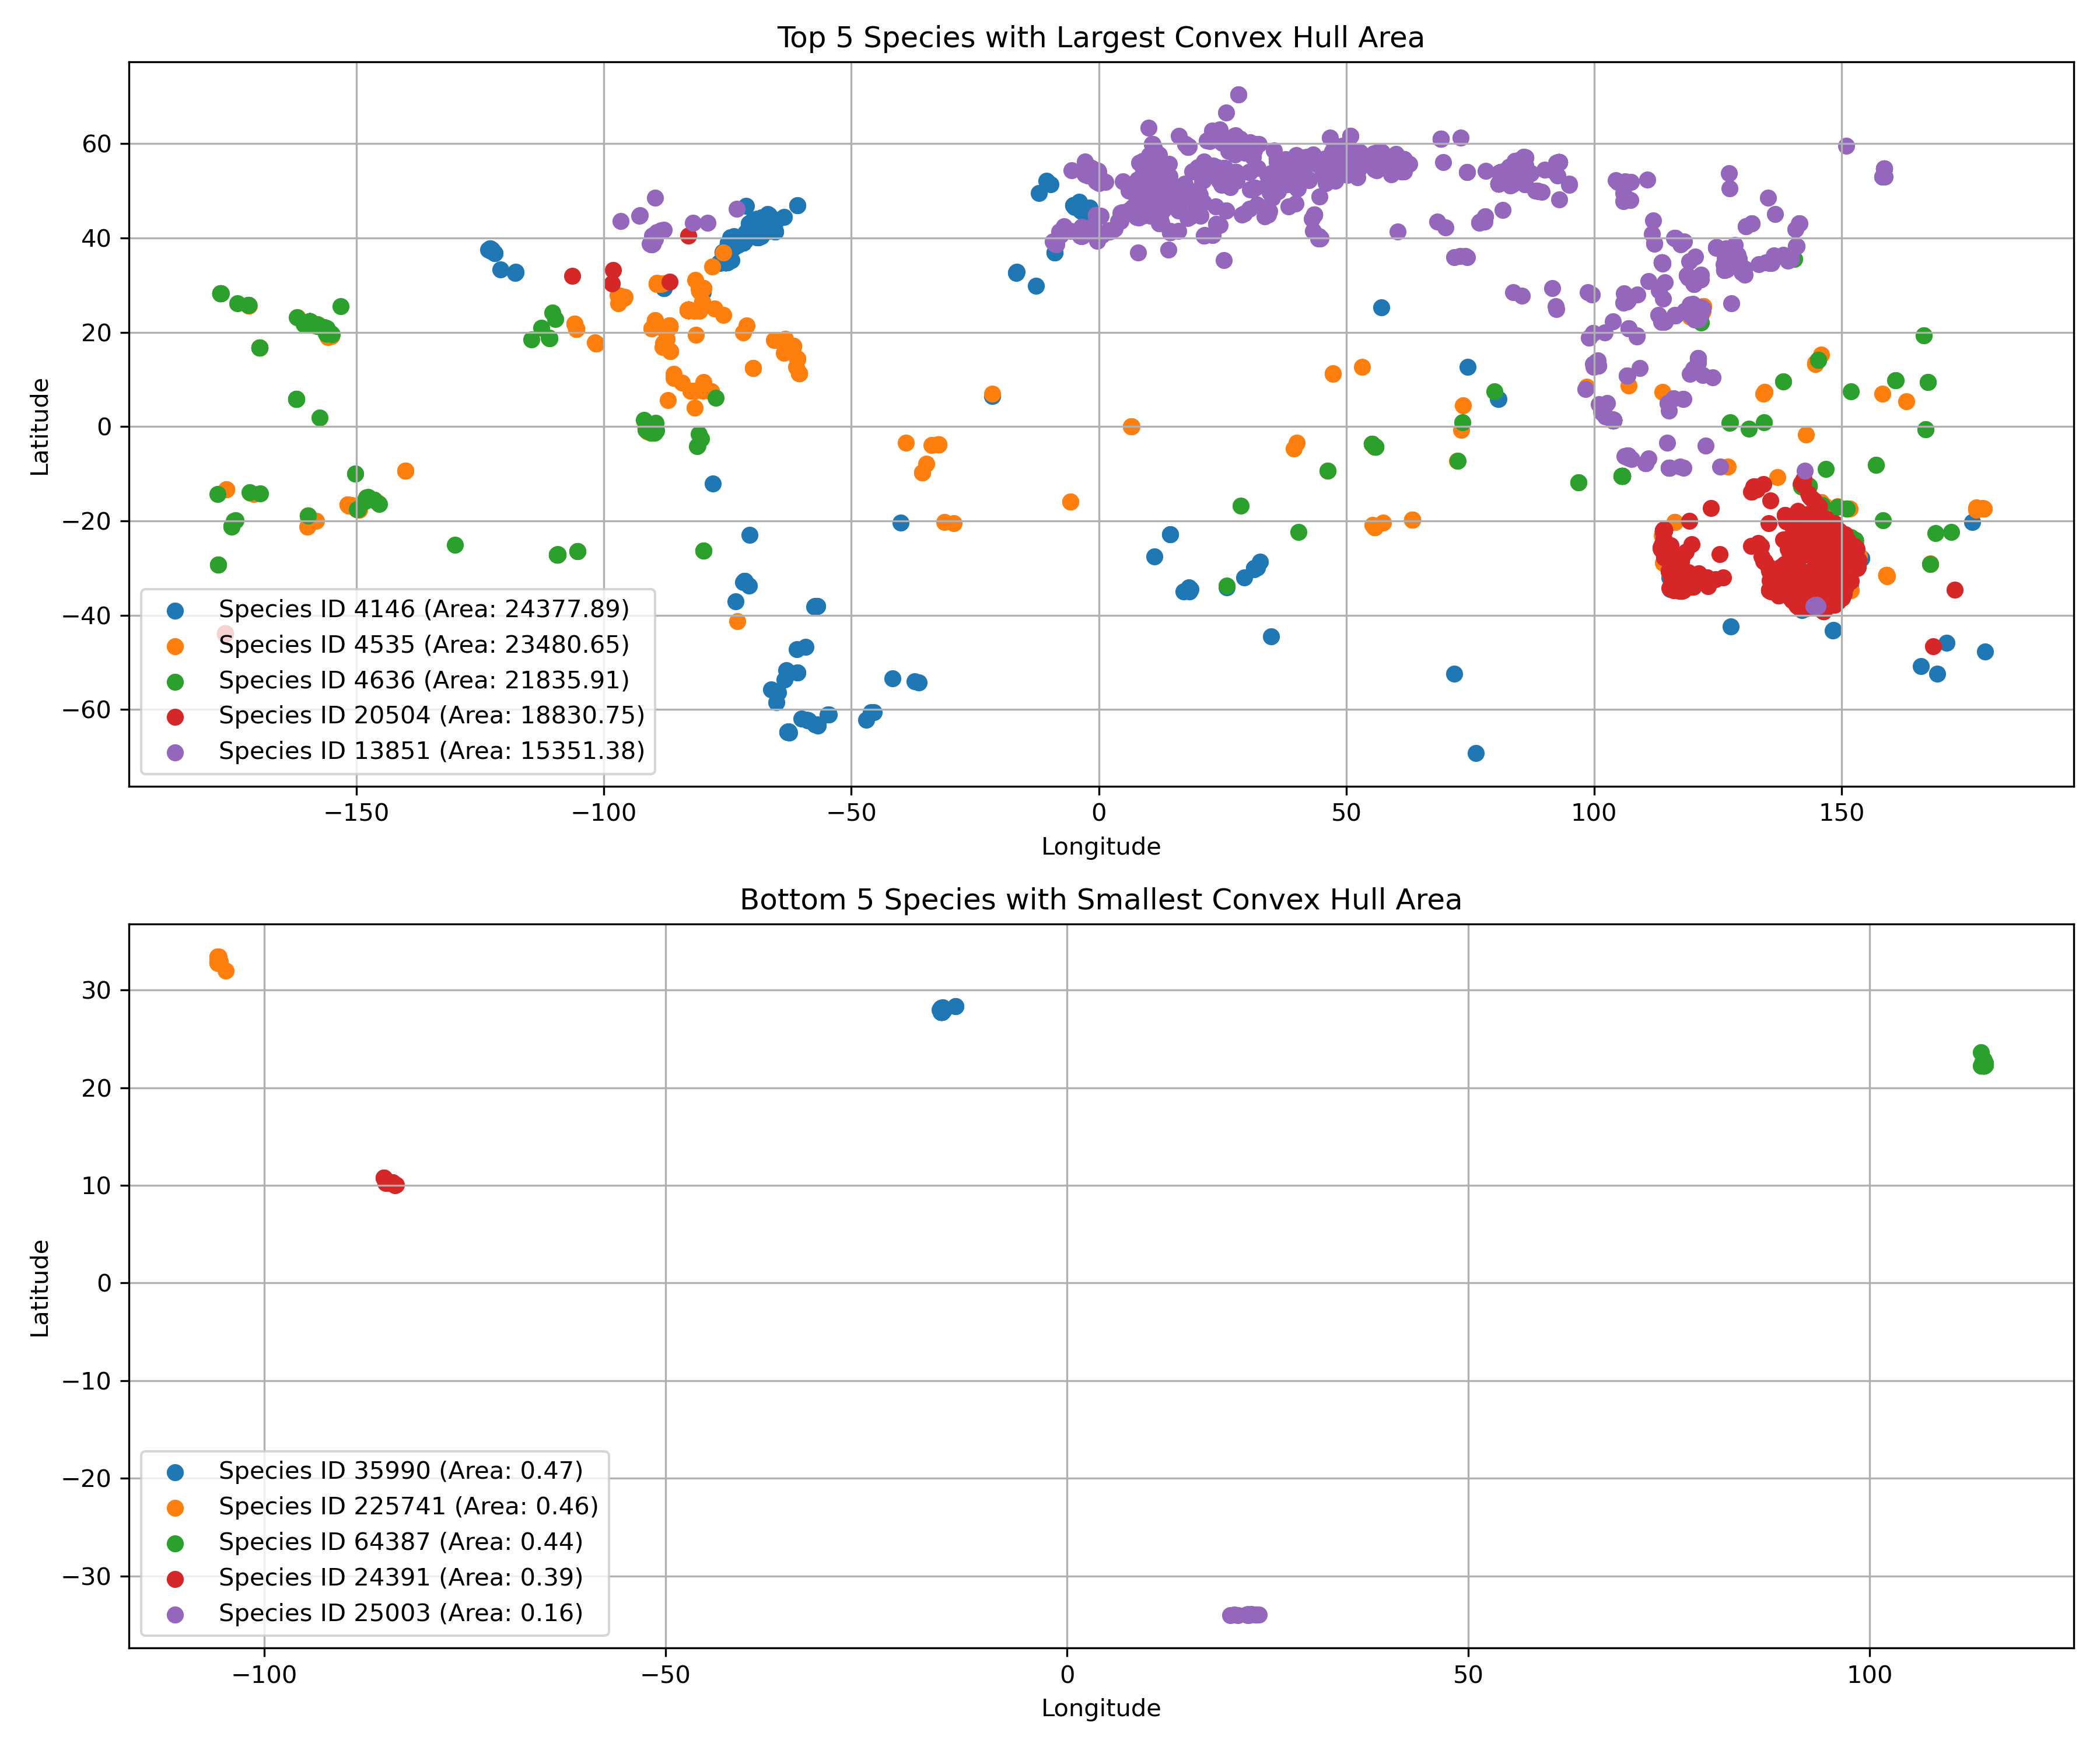 Top 5 Species with Largest Convex Hull Area
60
40
20
0
−20
−40
−60
Latitude
Species ID 4146 (Area: 24377.89)
Species ID 4535 (Area: 23480.65)
Species ID 4636 (Area: 21835.91)
Species ID 20504 (Area: 18830.75)
Species ID 13851 (Area: 15351.38)
−150 −100 −50 0 50 100 150
Longitude
Bottom 5 Species with Smallest Convex Hull Area
30
20
10
0
−10
−20
−30
Latitude
Species ID 35990 (Area: 0.47)
Species ID 225741 (Area: 0.46)
Species ID 64387 (Area: 0.44)
Species ID 24391 (Area: 0.39)
Species ID 25003 (Area: 0.16)
−100 −50 0 50 100
Longitude